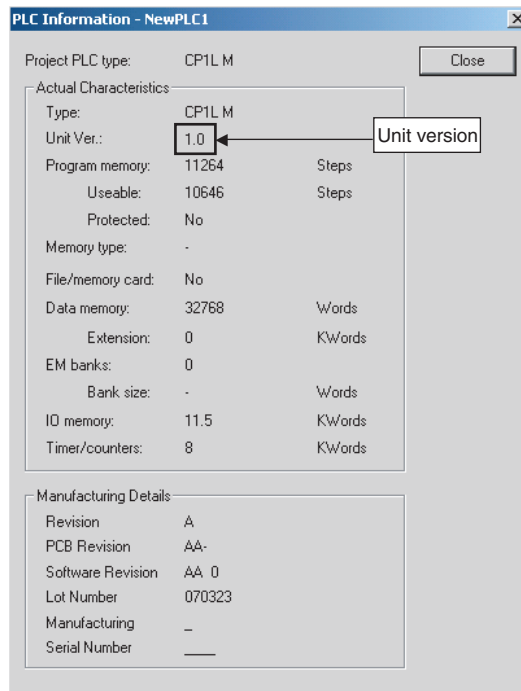 PLC Information - NewPLC1
Project PLC type: CP1L M Close
Actual Characteristics
Type: CP1L M
Unit Ver.: 1.0 Unit version
Program memory: 11264 Steps
Useable: 10646 Steps
Protected: No
Memory type: -
File/memory card: No
Data memory: 32768 Words
Extension: 0 KWords
EM banks: 0
Bank size: - Words
IO memory: 11.5 KWords
Timer/counters: 8 KWords
Manufacturing Details
Revision A
PCB Revision AA-
Software Revision AA 0
Lot Number 070323
Manufacturing _
Serial Number ____